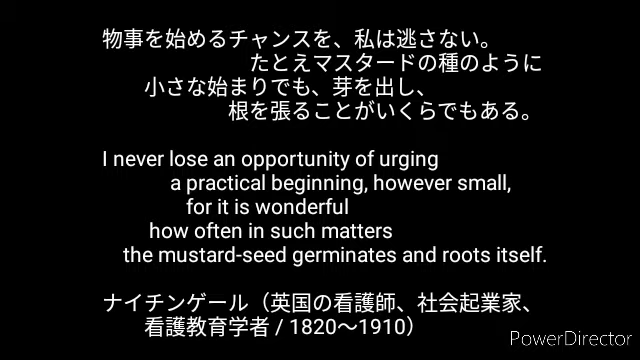 物事を始めるチャンスを、私は逃さない。
たとえマスタードの種のように
小さな始まりでも、芽を出し、
根を張ることがいくらでもある。
I never lose an opportunity of urging
a practical beginning, however small,
for it is wonderful
how often in such matters
the mustard-seed germinates and roots itself.
ナイチンゲール（英国の看護師、社会起業家、
看護教育学者 / 1820〜1910）
PowerDirector